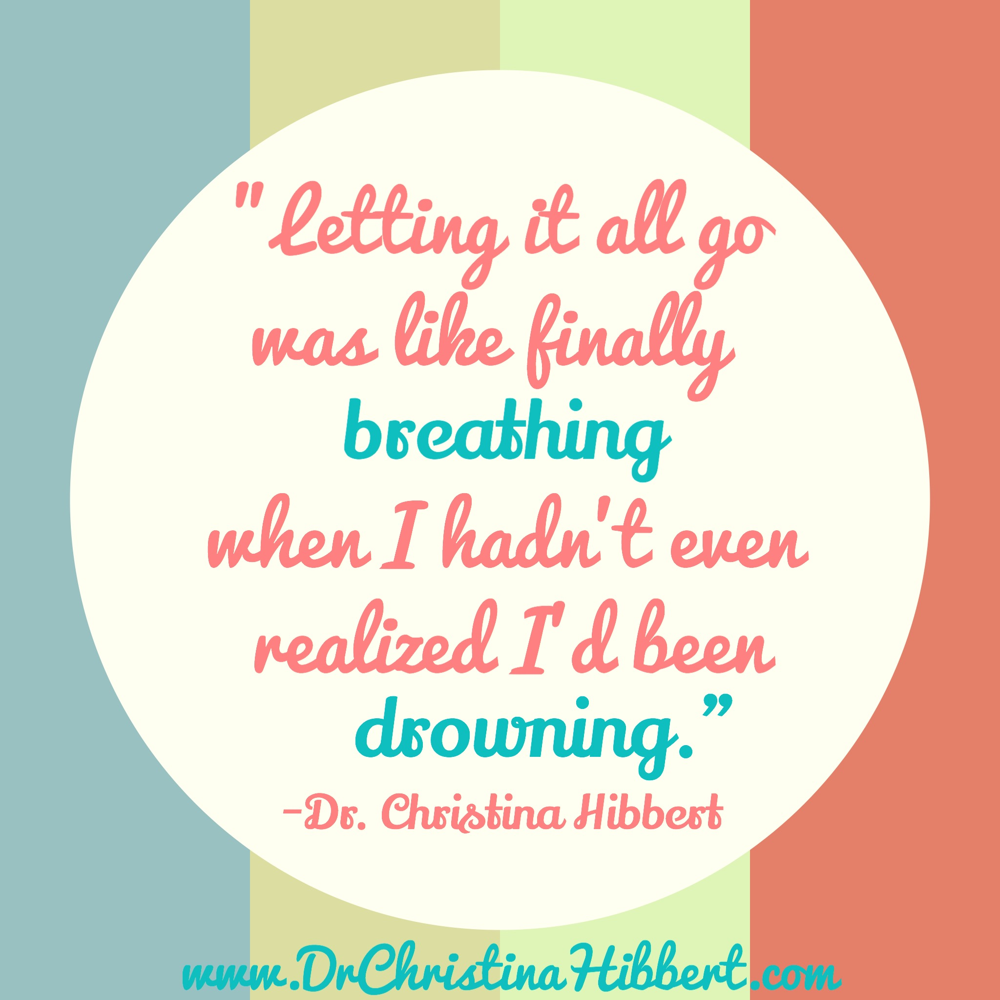 "Letting it all go
was like finally
breathing
when I hadn't even
realized I'd been
drowning.”
-Dr. Christina Hibbert
www.DrChristinaHibbert.com